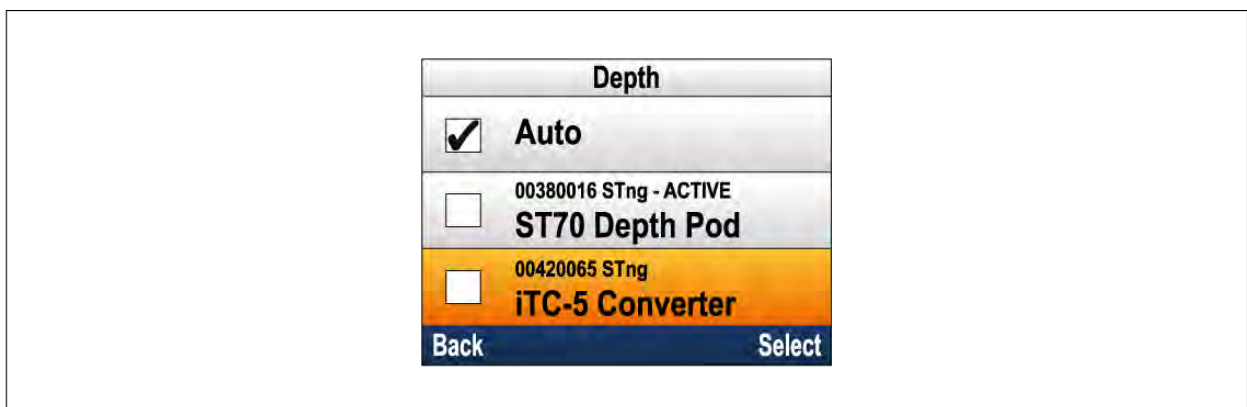 Depth
Auto
00380016 STng - ACTIVE
ST70 Depth Pod
00420065 STng
iTC-5 Converter
Back Select